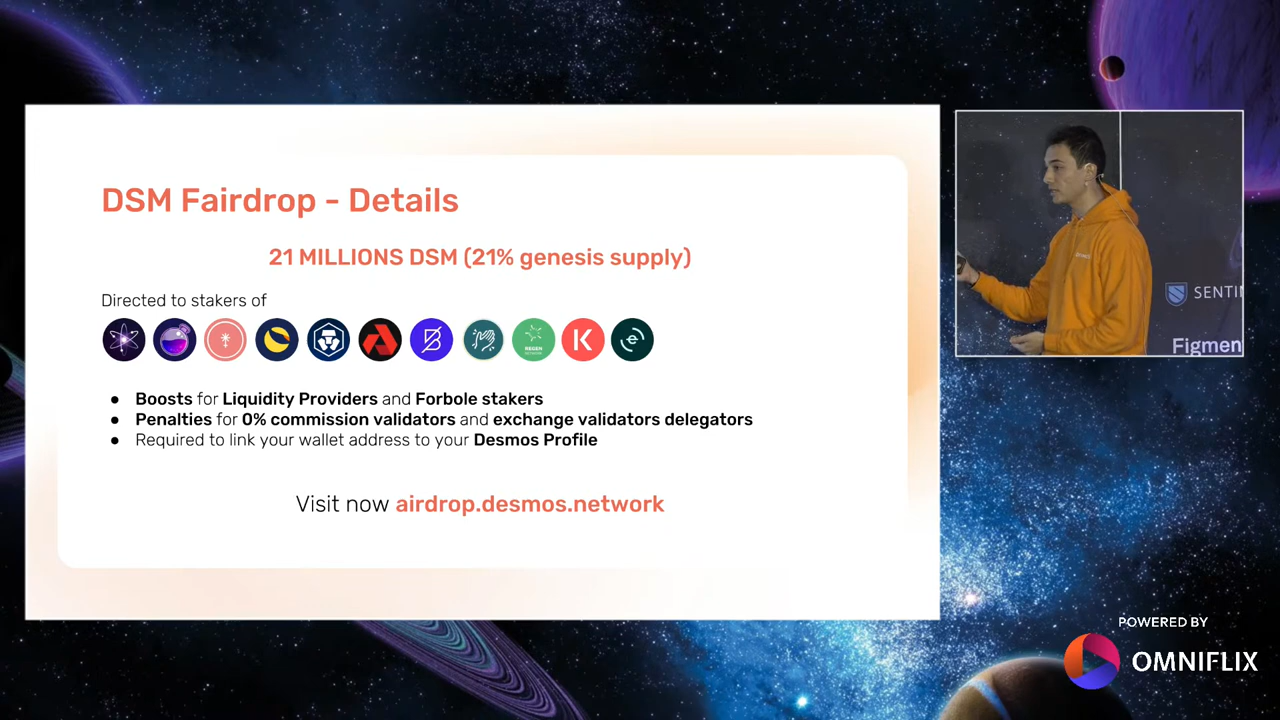 DSM Fairdrop - Details
21 MILLIONS DSM (21% genesis supply)
Directed to stakers of
REGEN
● Boosts for Liquidity Providers and Forbole stakers
● Penalties for 0% commission validators and exchange validators delegators
● Required to link your wallet address to your Desmos Profile
Visit now airdrop.desmos.network
SENTI
Figmen
POWERED BY
OMNIFLIX